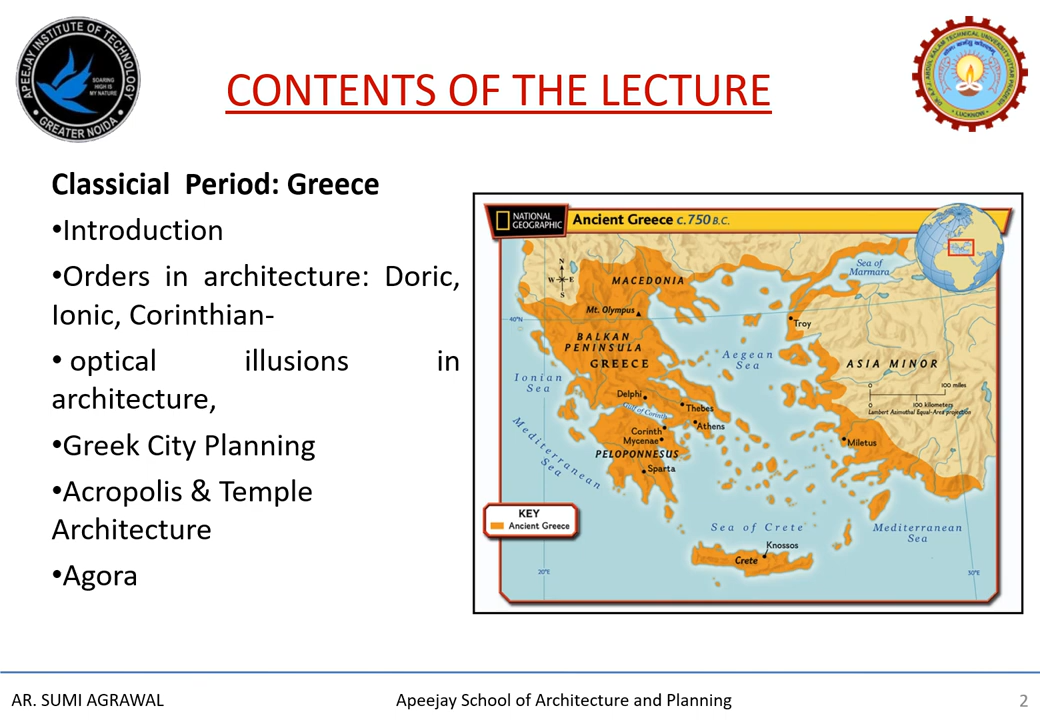 APEEJAY INSTITUTE OF TECHNOLOGY
SOARING
HIGH IS
MY NATURE
• GREATER NOIDA •
CONTENTS OF THE LECTURE
LUCKNOW
Classicial Period: Greece
•Introduction
•Orders in architecture: Doric,
Ionic, Corinthian-
• optical illusions in
architecture,
•Greek City Planning
•Acropolis & Temple
Architecture
•Agora
NATIONAL
GEOGRAPHIC
Ancient Greece c.750 B.C.
N
W E
S
MACEDONIA
Sea of
Marmara
Mt. Olympus
40°N
Troy
BALKAN
PENINSULA
GREECE
Aegean
Sea
ASIA MINOR
Ionian
Sea
0 100 miles
0 100 kilometers
Lambert Azimuthal Equal-Area projection
Delphi
Gulf of Corinth
Thebes
Athens
Corinth
Mycenae
Miletus
PELOPONNESUS
Sparta
Mediterranean
Sea
KEY
Ancient Greece
Sea of Crete
Mediterranean
Sea
Knossos
Crete
20°E
30°E
AR. SUMI AGRAWAL
Apeejay School of Architecture and Planning
2